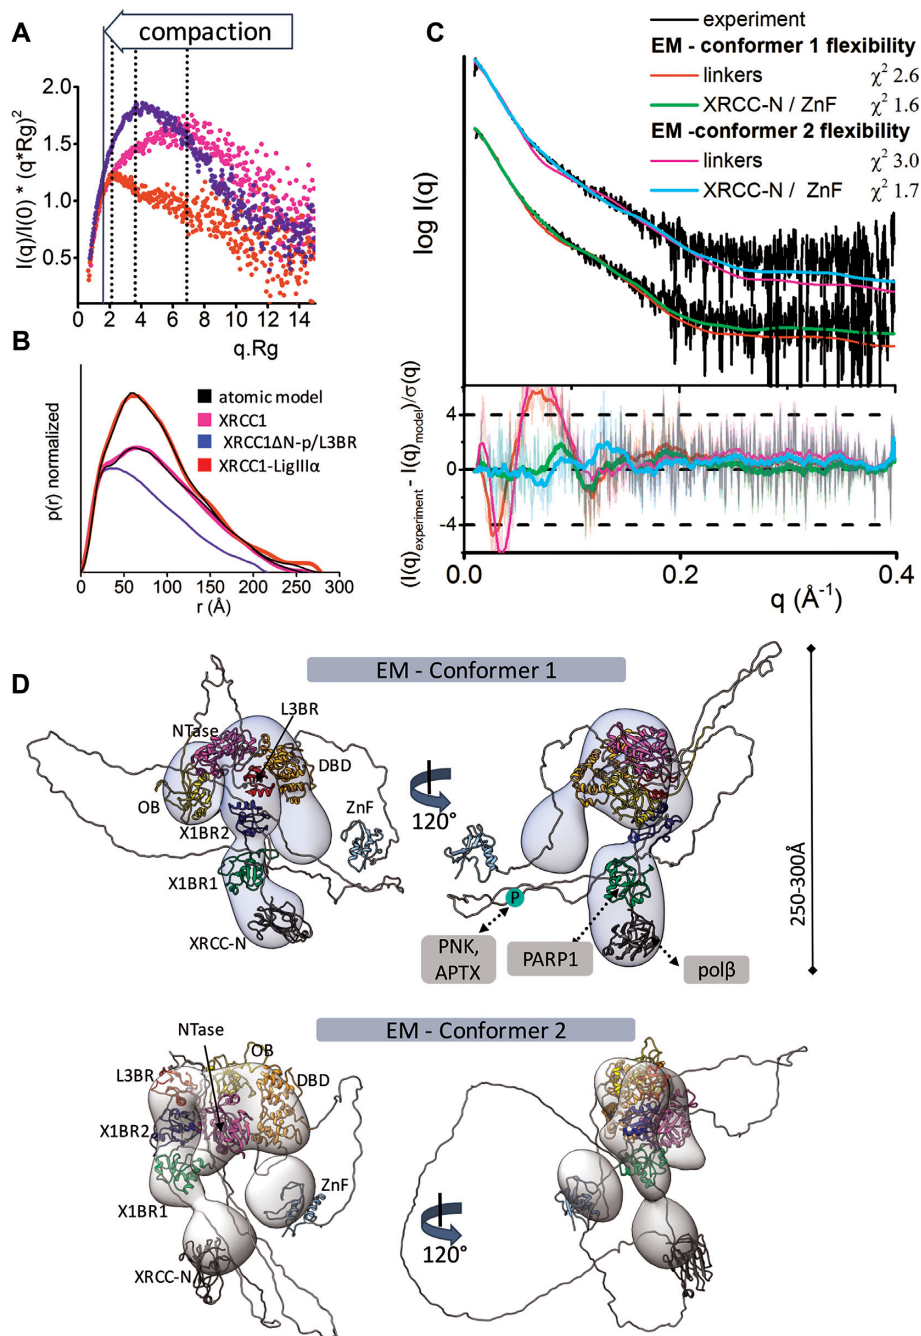 A
compaction
2.0
1.5
1.0
0.5
I(q)/I(0) * (q*Rg)²
0 2 4 6 8 10 12 14
q.Rg
B
atomic model
XRCC1
XRCC1ΔN-p/L3BR
XRCC1-LigIIIα
p(r) normalized
0 50 100 150 200 250 300
r (Å)
C
experiment
EM - conformer 1 flexibility
linkers χ² 2.6
XRCC-N / ZnF χ² 1.6
EM -conformer 2 flexibility
linkers χ² 3.0
XRCC-N / ZnF χ² 1.7
log I(q)
4
0
-4
(I(q)experiment - I(q)model)/σ(q)
0.0 0.2 0.4
q (Å-1)
D
EM - Conformer 1
L3BR
NTase
DBD
OB
ZnF
X1BR2
120°
X1BR1
XRCC-N
P
PNK,
APTX
PARP1
polβ
250-300Å
EM - Conformer 2
NTase
OB
L3BR
DBD
X1BR2
ZnF
X1BR1
120°
XRCC-N